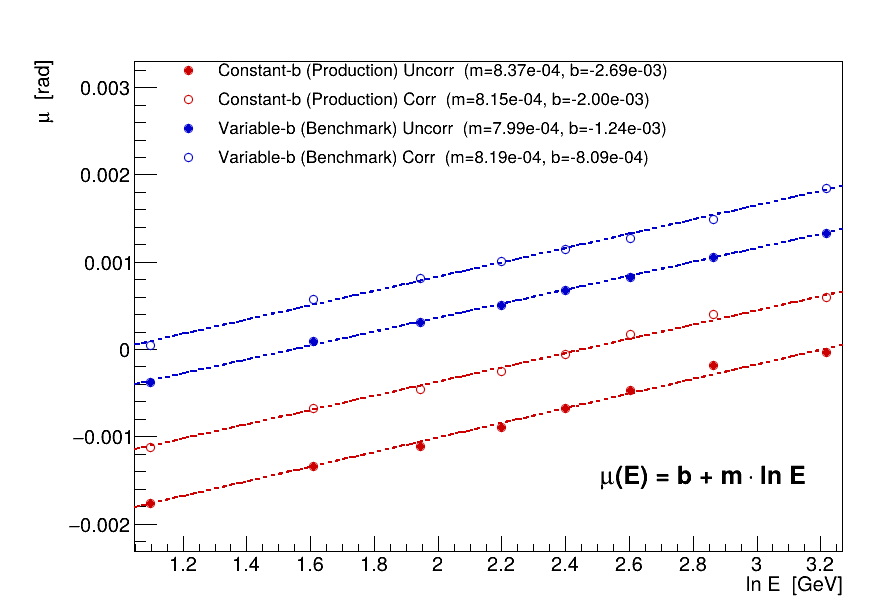 μ [rad]
Constant-b (Production) Uncorr (m=8.37e-04, b=-2.69e-03)
Constant-b (Production) Corr (m=8.15e-04, b=-2.00e-03)
Variable-b (Benchmark) Uncorr (m=7.99e-04, b=-1.24e-03)
Variable-b (Benchmark) Corr (m=8.19e-04, b=-8.09e-04)
0.003
0.002
0.001
0
−0.001
−0.002
μ(E) = b + m · ln E
1.2 1.4 1.6 1.8 2 2.2 2.4 2.6 2.8 3 3.2
ln E [GeV]